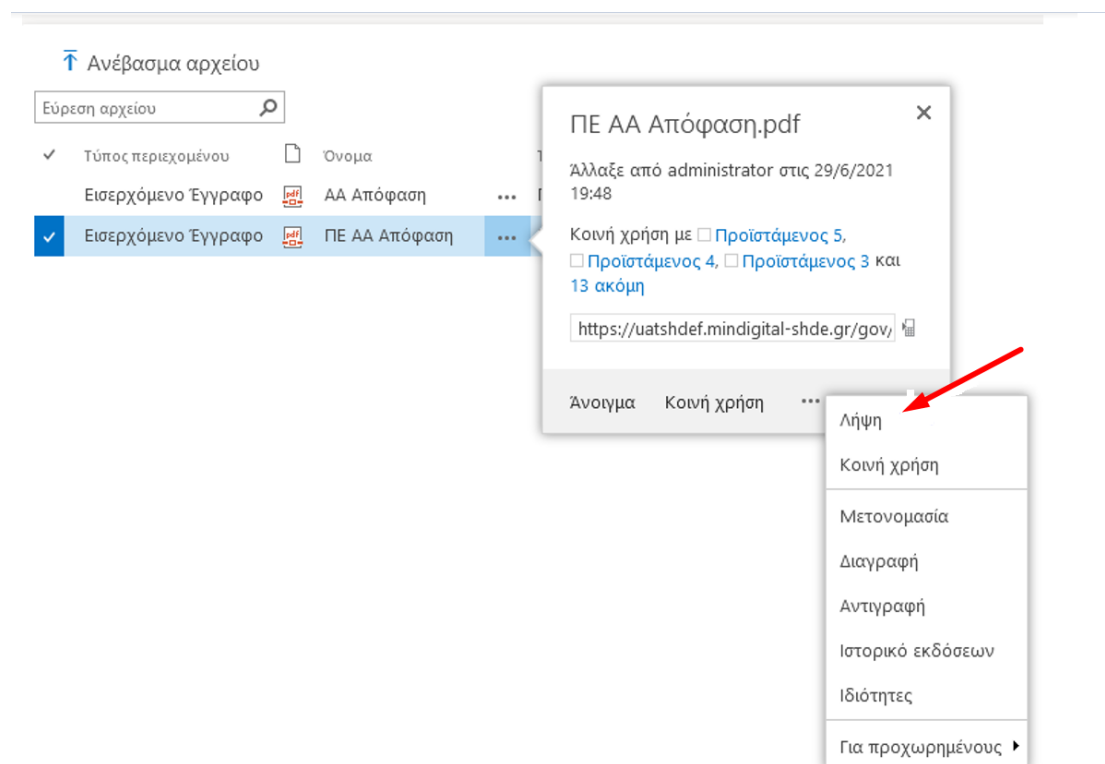 Ανέβασμα αρχείου
Εύρεση αρχείου
Τύπος περιεχομένου Όνομα
Εισερχόμενο Έγγραφο pdf ΑΑ Απόφαση ...
Εισερχόμενο Έγγραφο pdf ΠΕ ΑΑ Απόφαση ...
ΠΕ ΑΑ Απόφαση.pdf
Άλλαξε από administrator στις 29/6/2021
19:48
Κοινή χρήση με Προϊστάμενος 5,
Προϊστάμενος 4, Προϊστάμενος 3 και
13 ακόμη
https://uatshdef.mindigital-shde.gr/gov/
Άνοιγμα Κοινή χρήση ...
Λήψη
Κοινή χρήση
Μετονομασία
Διαγραφή
Αντιγραφή
Ιστορικό εκδόσεων
Ιδιότητες
Για προχωρημένους